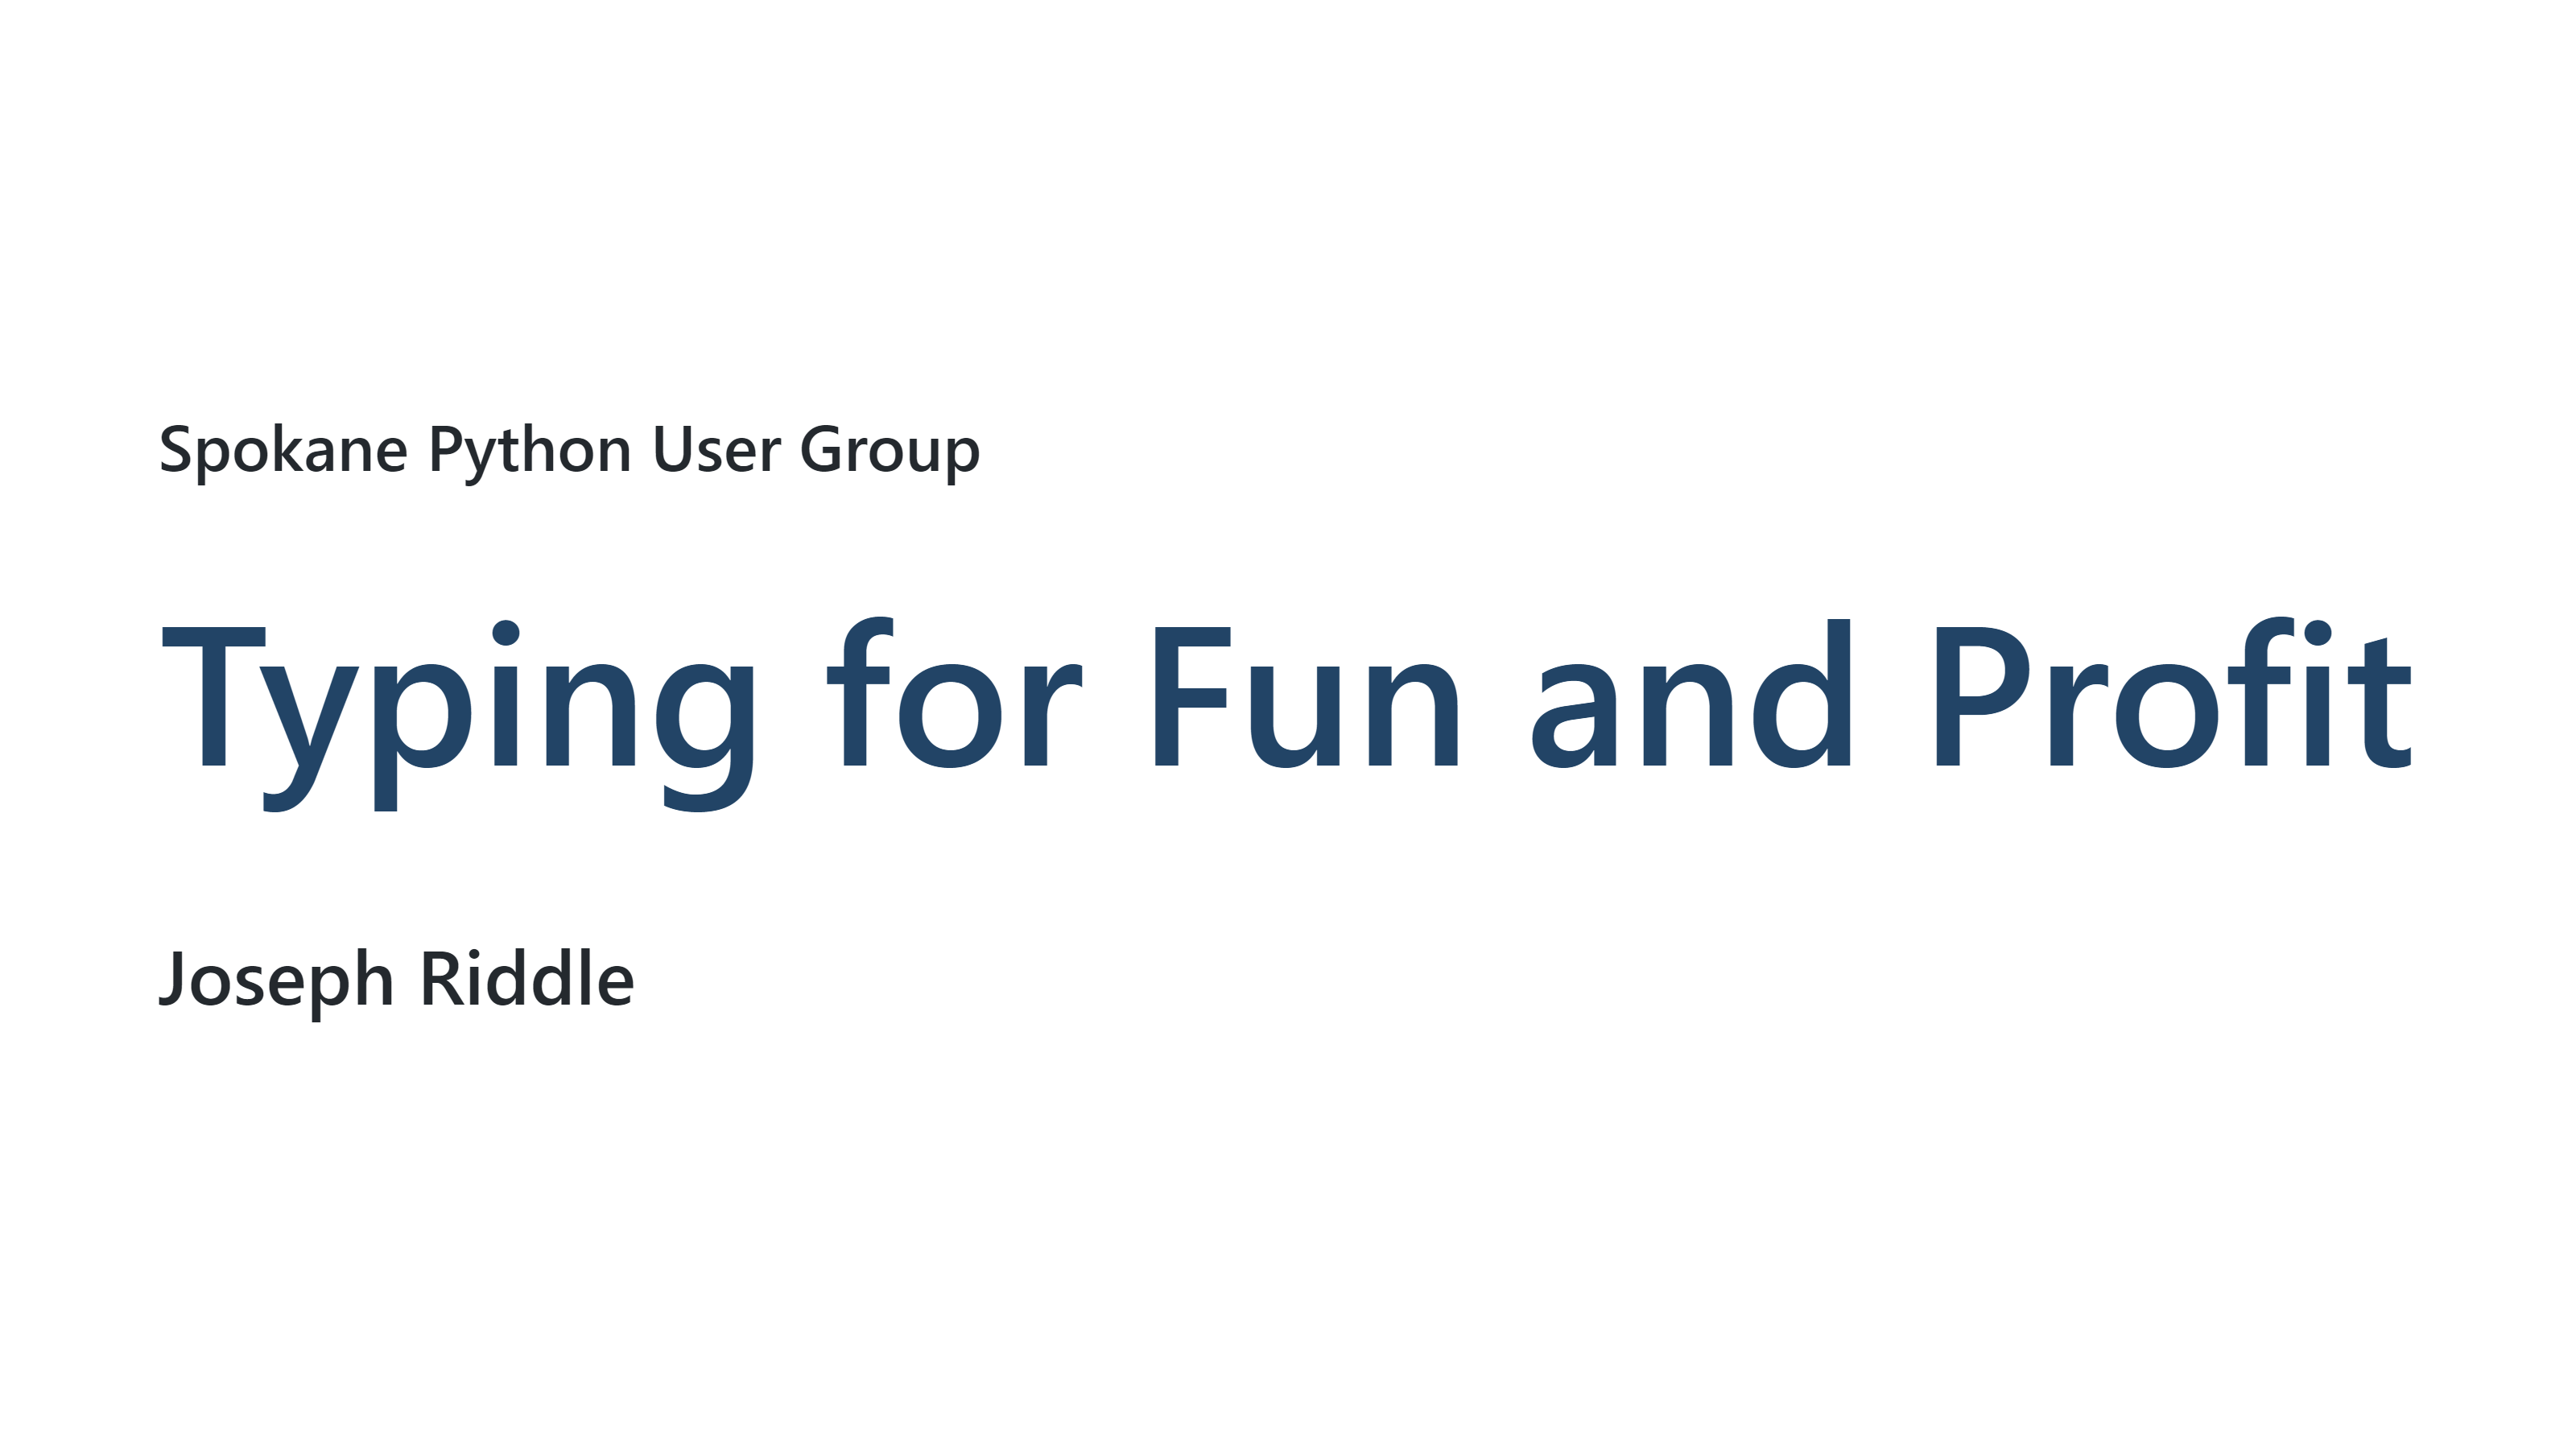 Spokane Python User Group
Typing for Fun and Profit
Joseph Riddle